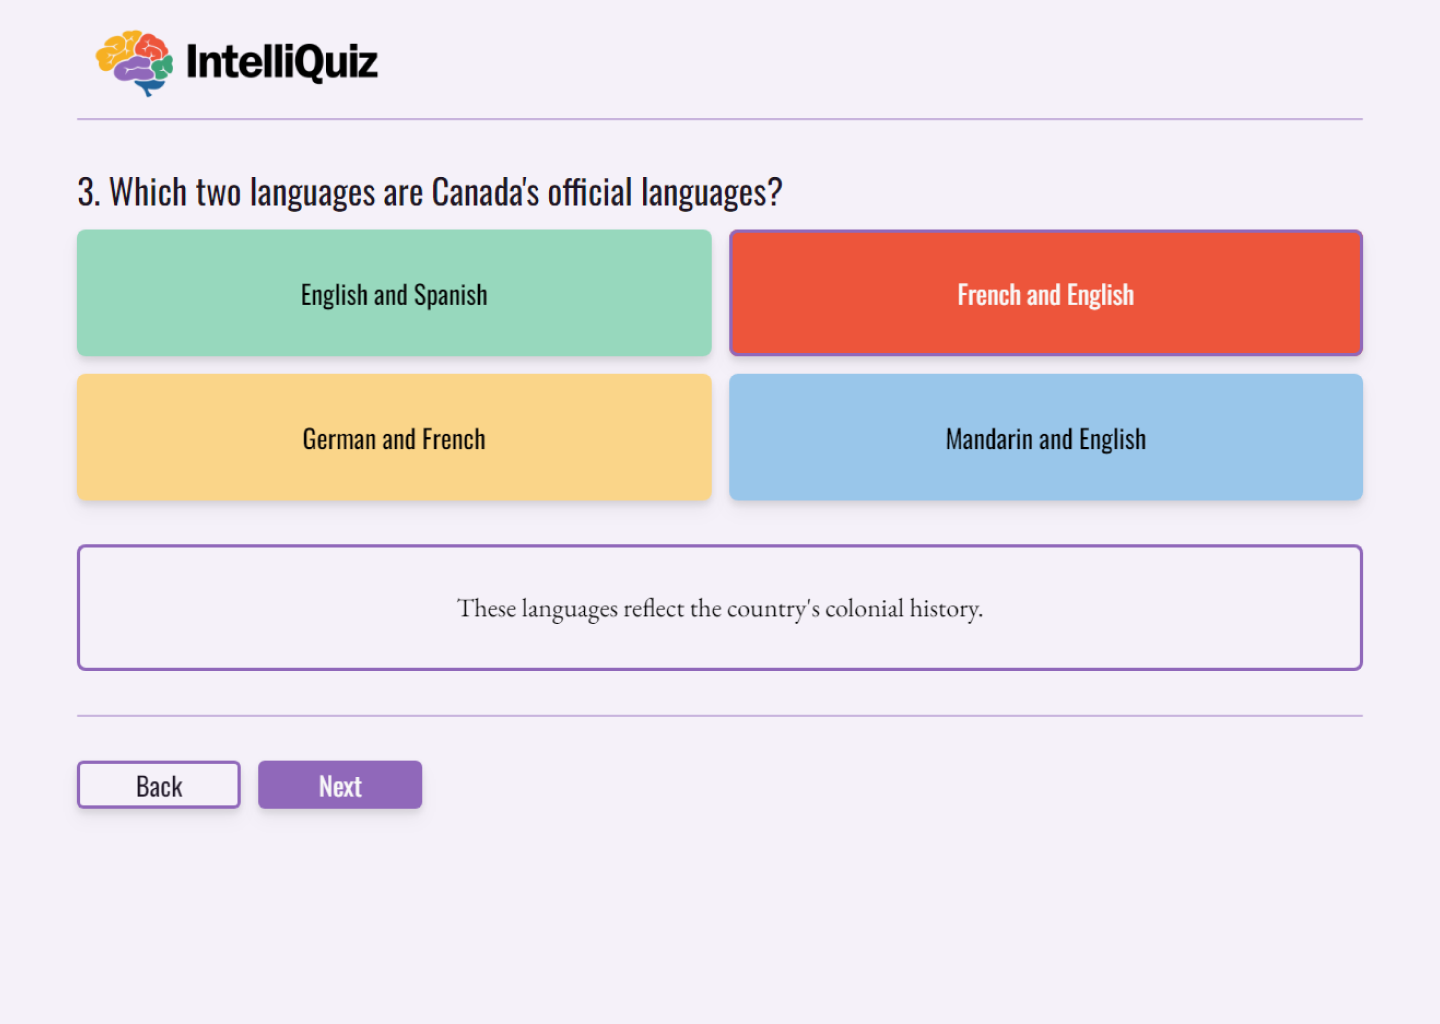 IntelliQuiz
3. Which two languages are Canada's official languages?
English and Spanish
French and English
German and French
Mandarin and English
These languages reflect the country's colonial history.
Back
Next